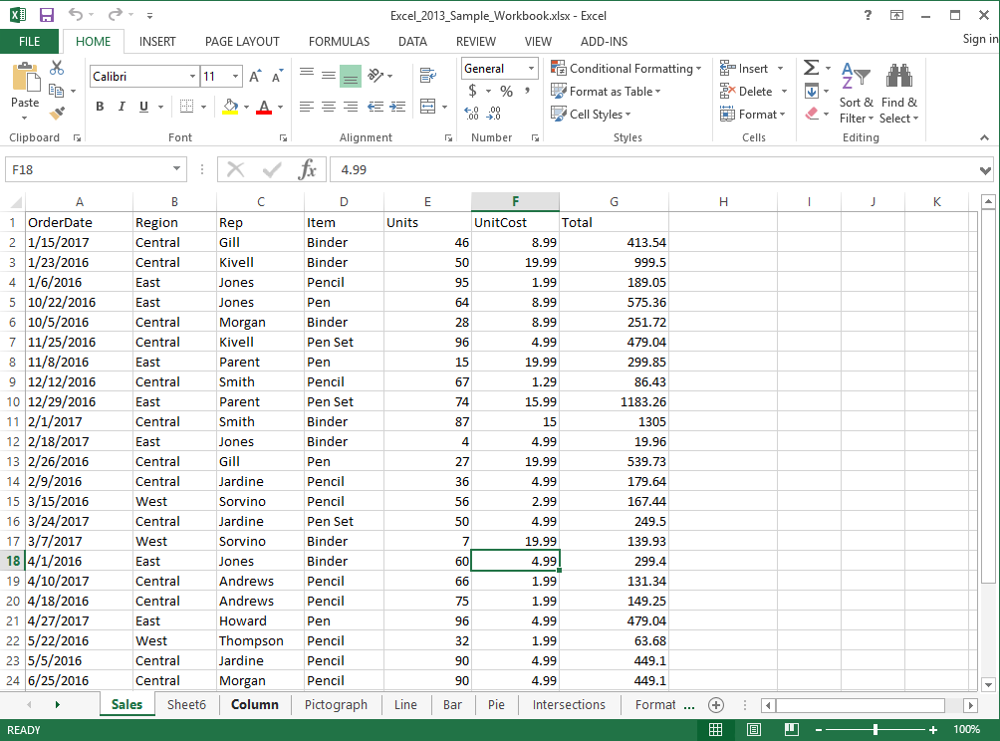 Excel_2013_Sample_Workbook.xlsx - Excel
FILE HOME INSERT PAGE LAYOUT FORMULAS DATA REVIEW VIEW ADD-INS Sign in
Calibri 11 General Conditional Formatting Insert
Paste Format as Table Delete Sort & Find &
B I U $ % , Cell Styles Format Filter Select
Clipboard Font Alignment Number Styles Cells Editing
F18 fx 4.99
A B C D E F G H I J K
1 OrderDate Region Rep Item Units UnitCost Total
2 1/15/2017 Central Gill Binder 46 8.99 413.54
3 1/23/2016 Central Kivell Binder 50 19.99 999.5
4 1/6/2016 East Jones Pencil 95 1.99 189.05
5 10/22/2016 East Jones Pen 64 8.99 575.36
6 10/5/2016 Central Morgan Binder 28 8.99 251.72
7 11/25/2016 Central Kivell Pen Set 96 4.99 479.04
8 11/8/2016 East Parent Pen 15 19.99 299.85
9 12/12/2016 Central Smith Pencil 67 1.29 86.43
10 12/29/2016 East Parent Pen Set 74 15.99 1183.26
11 2/1/2017 Central Smith Binder 87 15 1305
12 2/18/2017 East Jones Binder 4 4.99 19.96
13 2/26/2016 Central Gill Pen 27 19.99 539.73
14 2/9/2016 Central Jardine Pencil 36 4.99 179.64
15 3/15/2016 West Sorvino Pencil 56 2.99 167.44
16 3/24/2017 Central Jardine Pen Set 50 4.99 249.5
17 3/7/2017 West Sorvino Binder 7 19.99 139.93
18 4/1/2016 East Jones Binder 60 4.99 299.4
19 4/10/2017 Central Andrews Pencil 66 1.99 131.34
20 4/18/2016 Central Andrews Pencil 75 1.99 149.25
21 4/27/2017 East Howard Pen 96 4.99 479.04
22 5/22/2016 West Thompson Pencil 32 1.99 63.68
23 5/5/2016 Central Jardine Pencil 90 4.99 449.1
24 6/25/2016 Central Morgan Pencil 90 4.99 449.1
Sales Sheet6 Column Pictograph Line Bar Pie Intersections Format ...
READY 100%